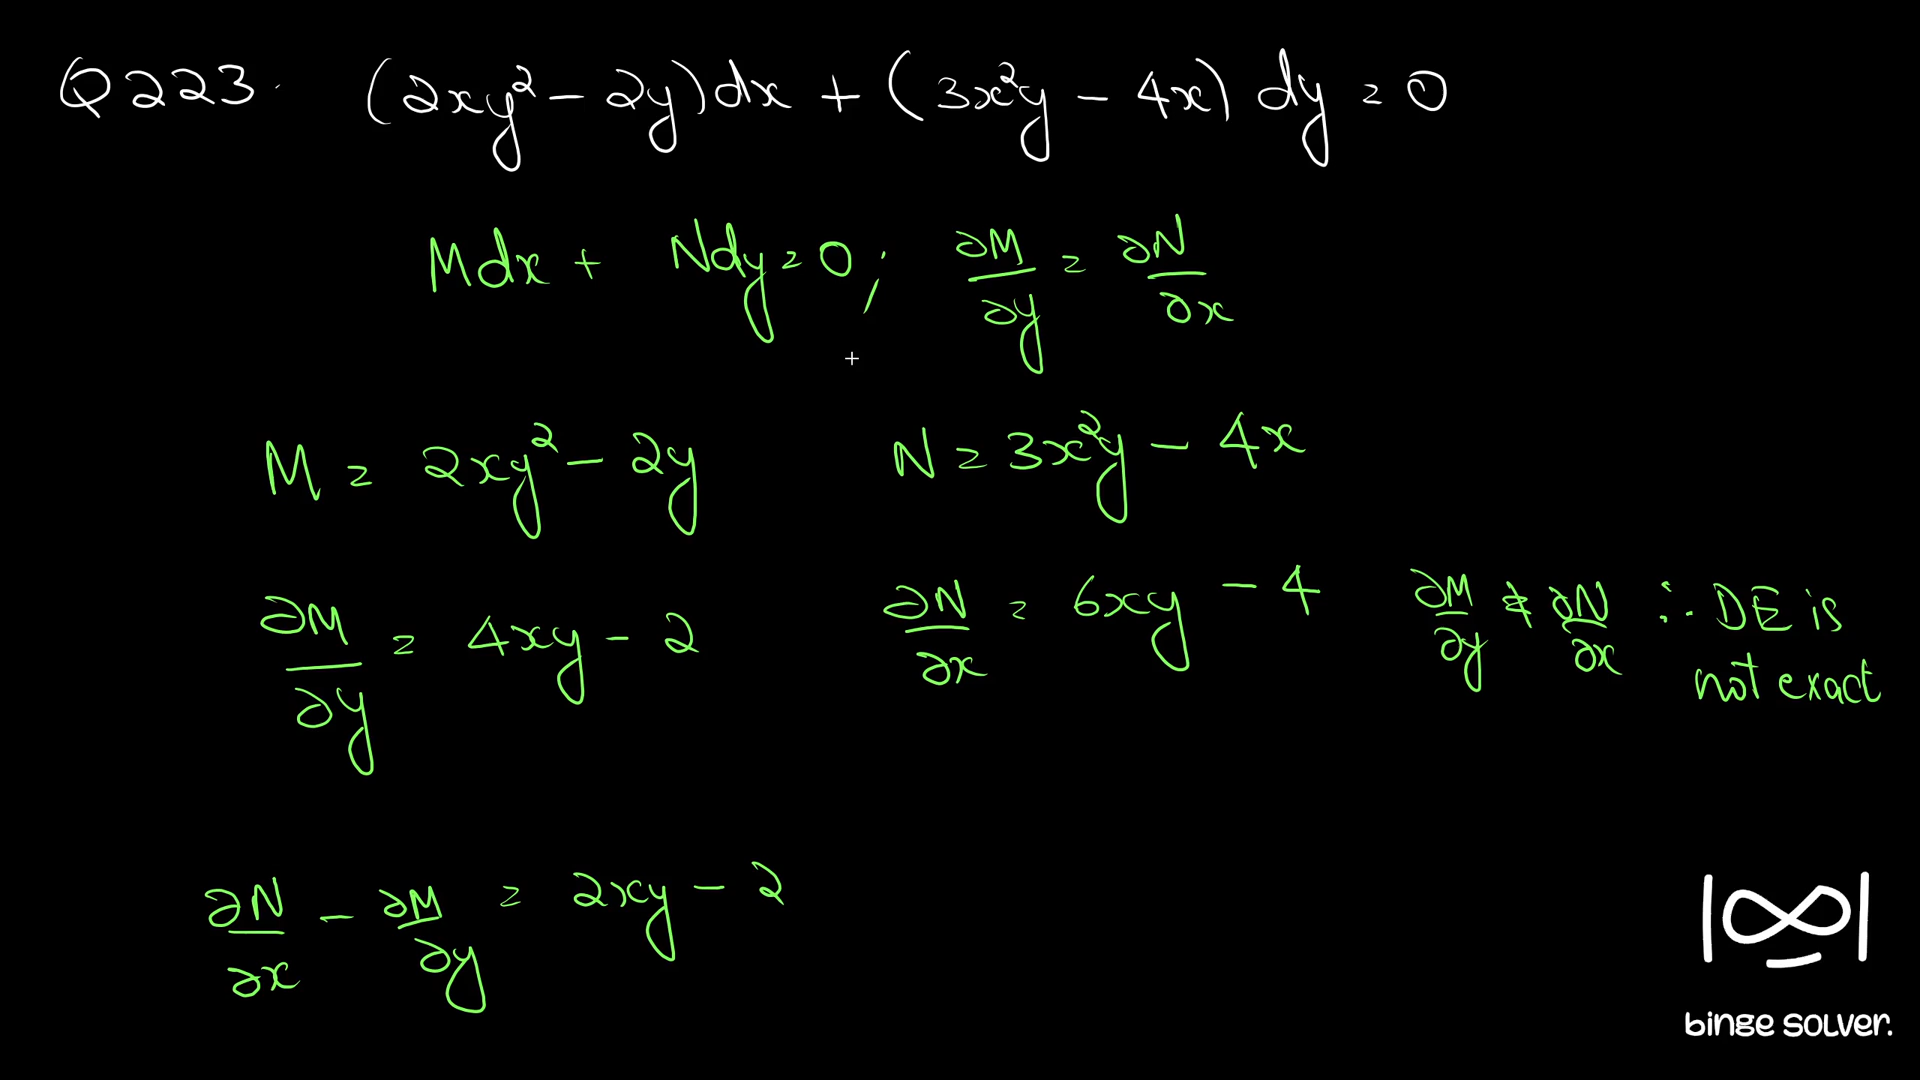 Q223. (2xy² - 2y)dx + (3x²y - 4x) dy = 0
Mdx + Ndy = 0 ; ∂M/∂y = ∂N/∂x
M = 2xy² - 2y N = 3x²y - 4x
∂M/∂y = 4xy - 2 ∂N/∂x = 6xy - 4 ∂M/∂y ≠ ∂N/∂x ∴ DE is
not exact
∂N/∂x - ∂M/∂y = 2xy - 2
binge solver.